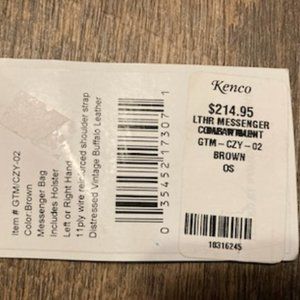 Item # GTM/CZY-02
Color: Brown
Messenger Bag
Includes Holster
Left or Right Hand
11ply wire reinforced shoulder strap
Distressed Vintage Buffalo Leather
0 35452 17307 1
Kenco
$214.95
LTHR MESSENGER
GTM-CZY-02
BROWN
OS
10316245